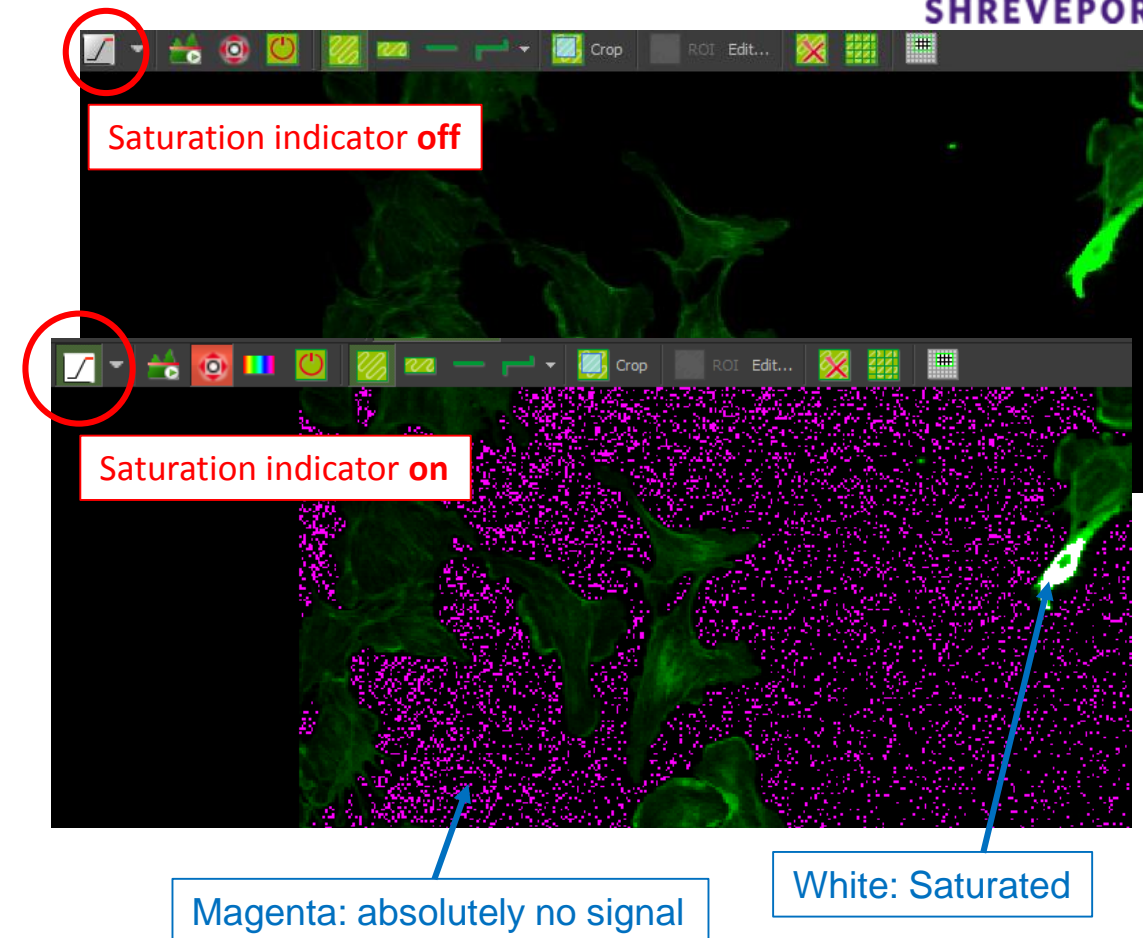 SHREVEPOR
Crop ROI Edit...
Saturation indicator off
Crop ROI Edit...
Saturation indicator on
White: Saturated
Magenta: absolutely no signal